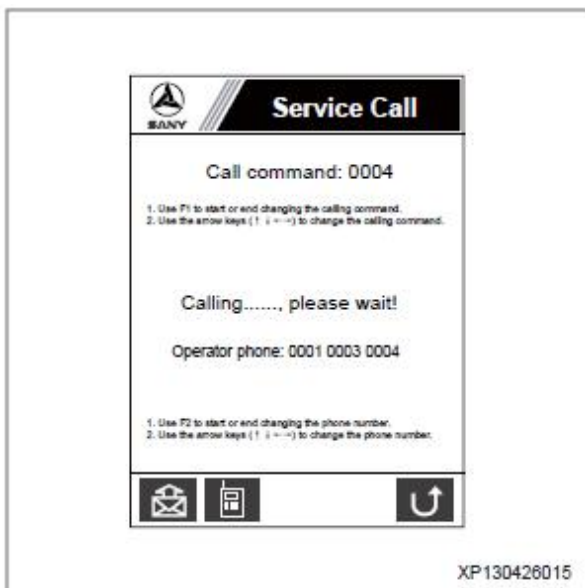 SANY
Service Call
Call command: 0004
1. Use F1 to start or end changing the calling command.
2. Use the arrow keys (↑ ↓ ←→) to change the calling command.
Calling......, please wait!
Operator phone: 0001 0003 0004
1. Use F2 to start or end changing the phone number.
2. Use the arrow keys (↑ ↓ ←→) to change the phone number.
XP130426015